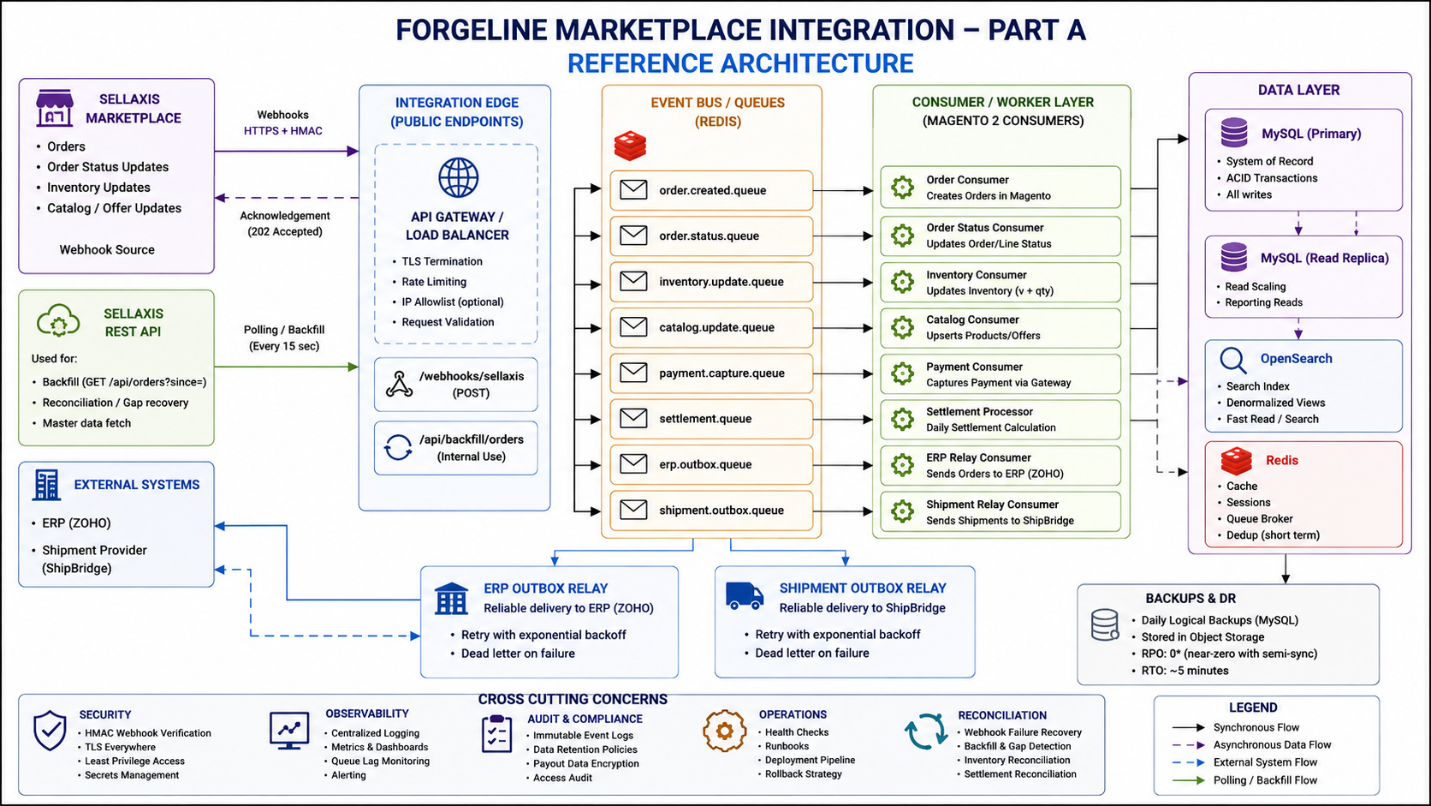 FORGELINE MARKETPLACE INTEGRATION – PART A
REFERENCE ARCHITECTURE
SELLAXIS
MARKETPLACE
• Orders
• Order Status Updates
• Inventory Updates
• Catalog / Offer Updates
Webhook Source
Webhooks
HTTPS + HMAC
Acknowledgement
(202 Accepted)
SELLAXIS
REST API
Used for:
• Backfill (GET /api/orders?since=)
• Reconciliation / Gap recovery
• Master data fetch
Polling / Backfill
(Every 15 sec)
EXTERNAL SYSTEMS
• ERP (ZOHO)
• Shipment Provider
(ShipBridge)
INTEGRATION EDGE
(PUBLIC ENDPOINTS)
API GATEWAY /
LOAD BALANCER
• TLS Termination
• Rate Limiting
• IP Allowlist (optional)
• Request Validation
/webhooks/sellaxis
(POST)
/api/backfill/orders
(Internal Use)
EVENT BUS / QUEUES
(REDIS)
order.created.queue
order.status.queue
inventory.update.queue
catalog.update.queue
payment.capture.queue
settlement.queue
erp.outbox.queue
shipment.outbox.queue
CONSUMER / WORKER LAYER
(MAGENTO 2 CONSUMERS)
Order Consumer
Creates Orders in Magento
Order Status Consumer
Updates Order/Line Status
Inventory Consumer
Updates Inventory (v + qty)
Catalog Consumer
Upserts Products/Offers
Payment Consumer
Captures Payment via Gateway
Settlement Processor
Daily Settlement Calculation
ERP Relay Consumer
Sends Orders to ERP (ZOHO)
Shipment Relay Consumer
Sends Shipments to ShipBridge
DATA LAYER
MySQL (Primary)
• System of Record
• ACID Transactions
• All writes
MySQL (Read Replica)
• Read Scaling
• Reporting Reads
OpenSearch
• Search Index
• Denormalized Views
• Fast Read / Search
Redis
• Cache
• Sessions
• Queue Broker
• Dedup (short term)
ERP OUTBOX RELAY
Reliable delivery to ERP (ZOHO)
• Retry with exponential backoff
• Dead letter on failure
SHIPMENT OUTBOX RELAY
Reliable delivery to ShipBridge
• Retry with exponential backoff
• Dead letter on failure
BACKUPS & DR
• Daily Logical Backups (MySQL)
• Stored in Object Storage
• RPO: 0* (near-zero with semi-sync)
• RTO: ~5 minutes
CROSS CUTTING CONCERNS
SECURITY
• HMAC Webhook Verification
• TLS Everywhere
• Least Privilege Access
• Secrets Management
OBSERVABILITY
• Centralized Logging
• Metrics & Dashboards
• Queue Lag Monitoring
• Alerting
AUDIT & COMPLIANCE
• Immutable Event Logs
• Data Retention Policies
• Payout Data Encryption
• Access Audit
OPERATIONS
• Health Checks
• Runbooks
• Deployment Pipeline
• Rollback Strategy
RECONCILIATION
• Webhook Failure Recovery
• Backfill & Gap Detection
• Inventory Reconciliation
• Settlement Reconciliation
LEGEND
Synchronous Flow
Asynchronous Data Flow
External System Flow
Polling / Backfill Flow